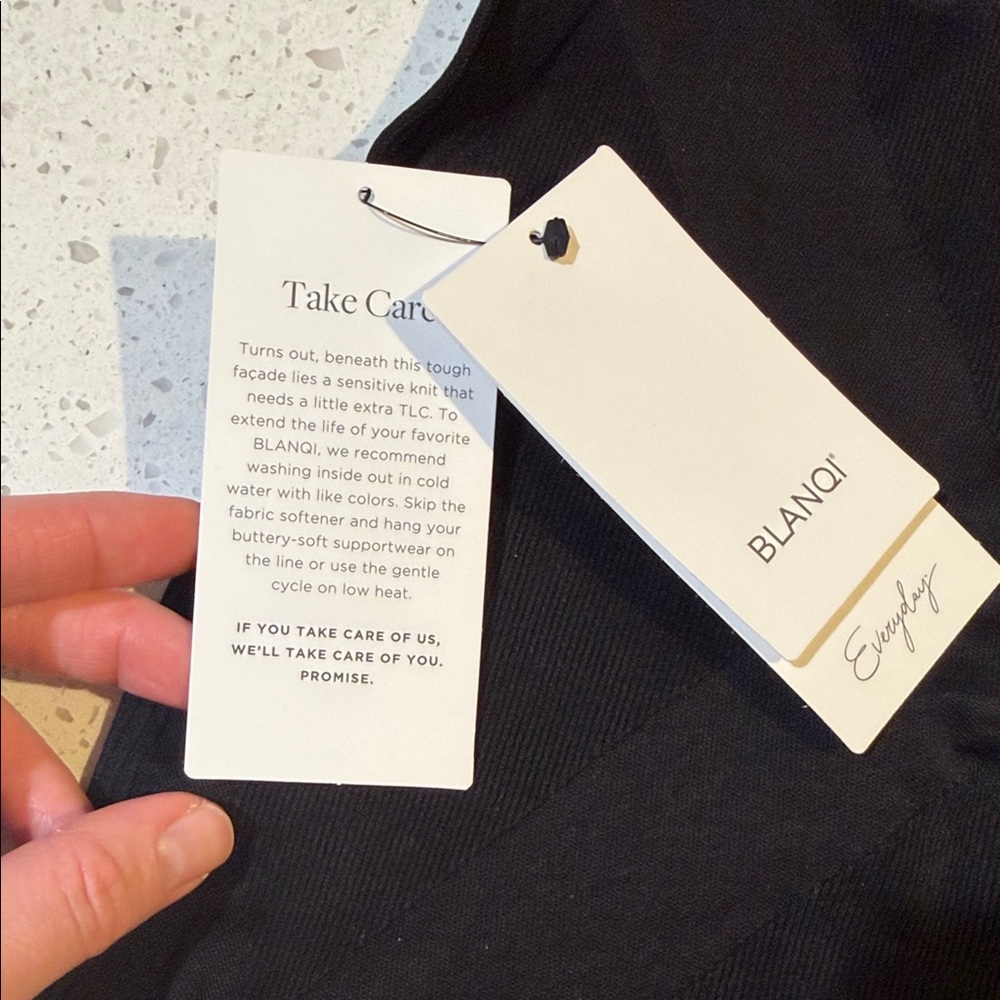 Take Care
Turns out, beneath this tough
façade lies a sensitive knit that
needs a little extra TLC. To
extend the life of your favorite
BLANQI, we recommend
washing inside out in cold
water with like colors. Skip the
fabric softener and hang your
buttery-soft supportwear on
the line or use the gentle
cycle on low heat.
IF YOU TAKE CARE OF US,
WE'LL TAKE CARE OF YOU.
PROMISE.
BLANQI®
Everyday™